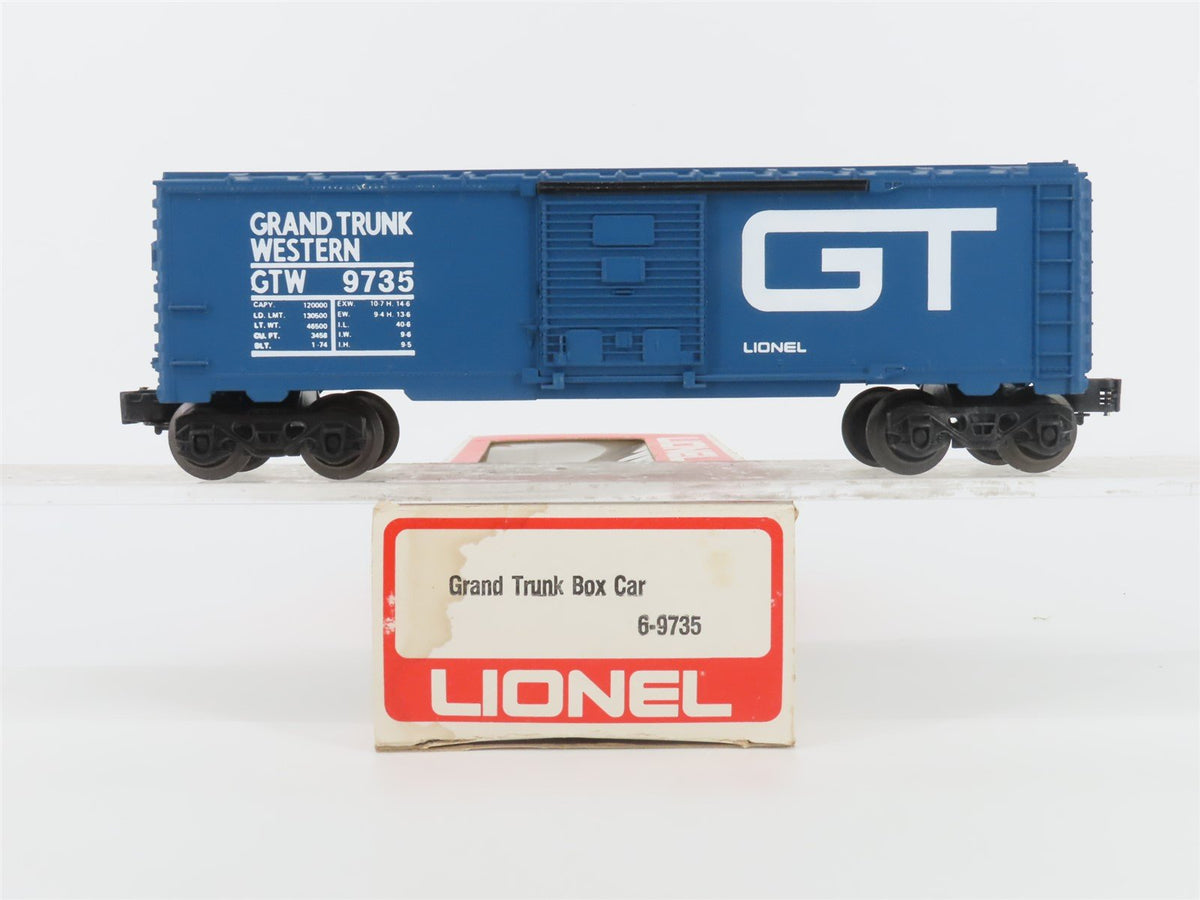 GRAND TRUNK
WESTERN
GTW 9735
CAPY. 120000
LD. LMT. 130500
LT. WT. 46500
CU. FT. 3458
BLT. 1-74
EXW. 10-7 H. 14-6
EW. 9-4 H. 13-6
I.L. 40-6
I.W. 9-6
I.H. 9-5
GT
LIONEL
Grand Trunk Box Car
6-9735
LIONEL